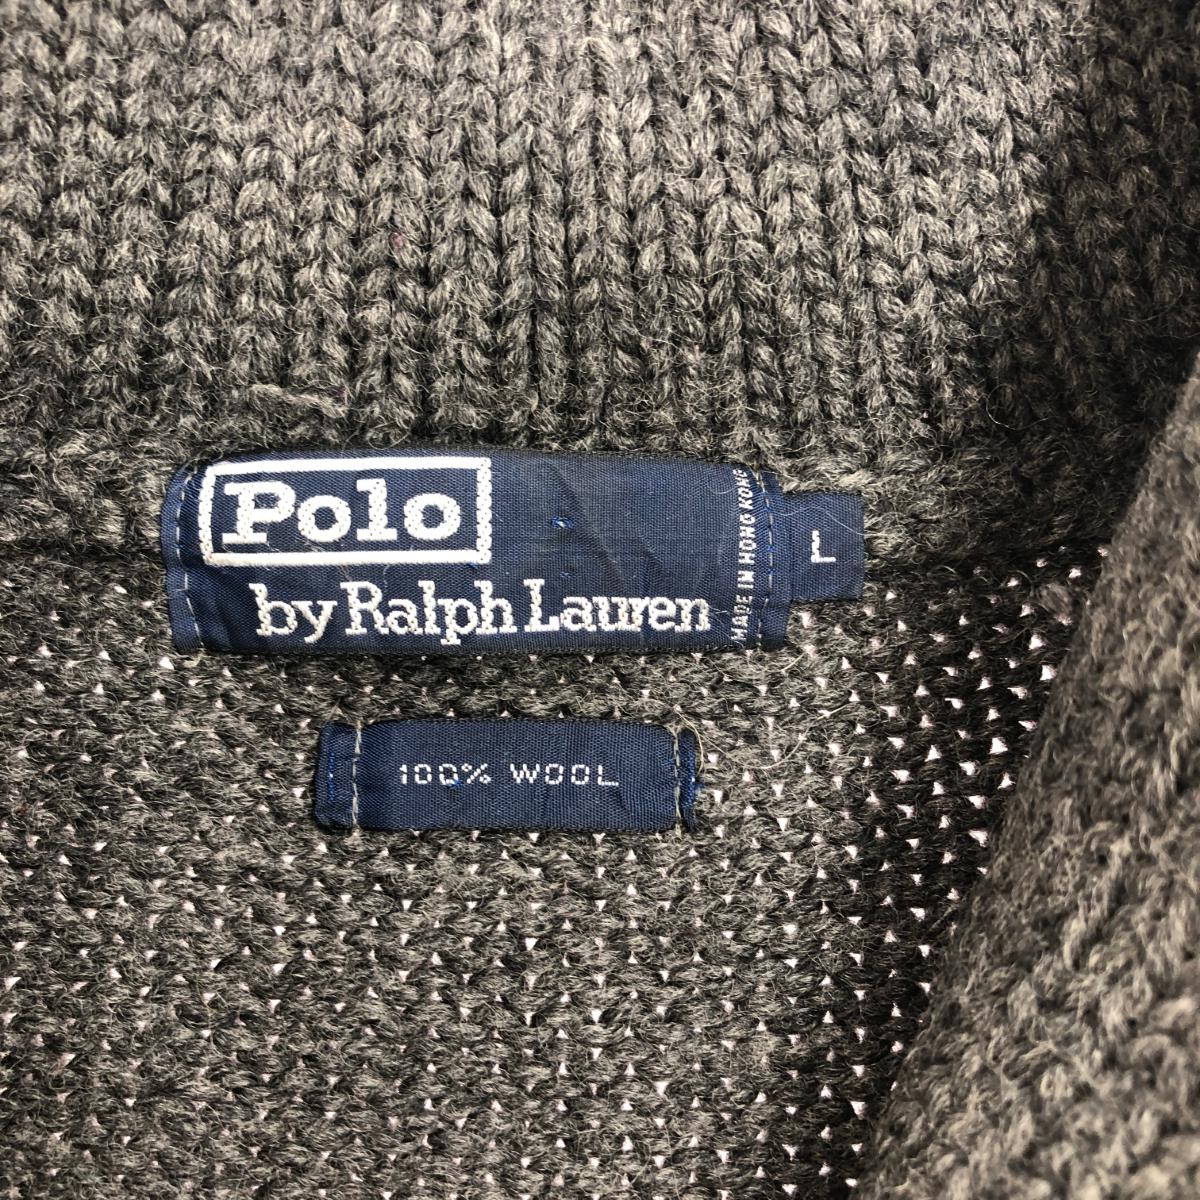 Polo
by Ralph Lauren
MADE IN HONG KONG
L
100% WOOL